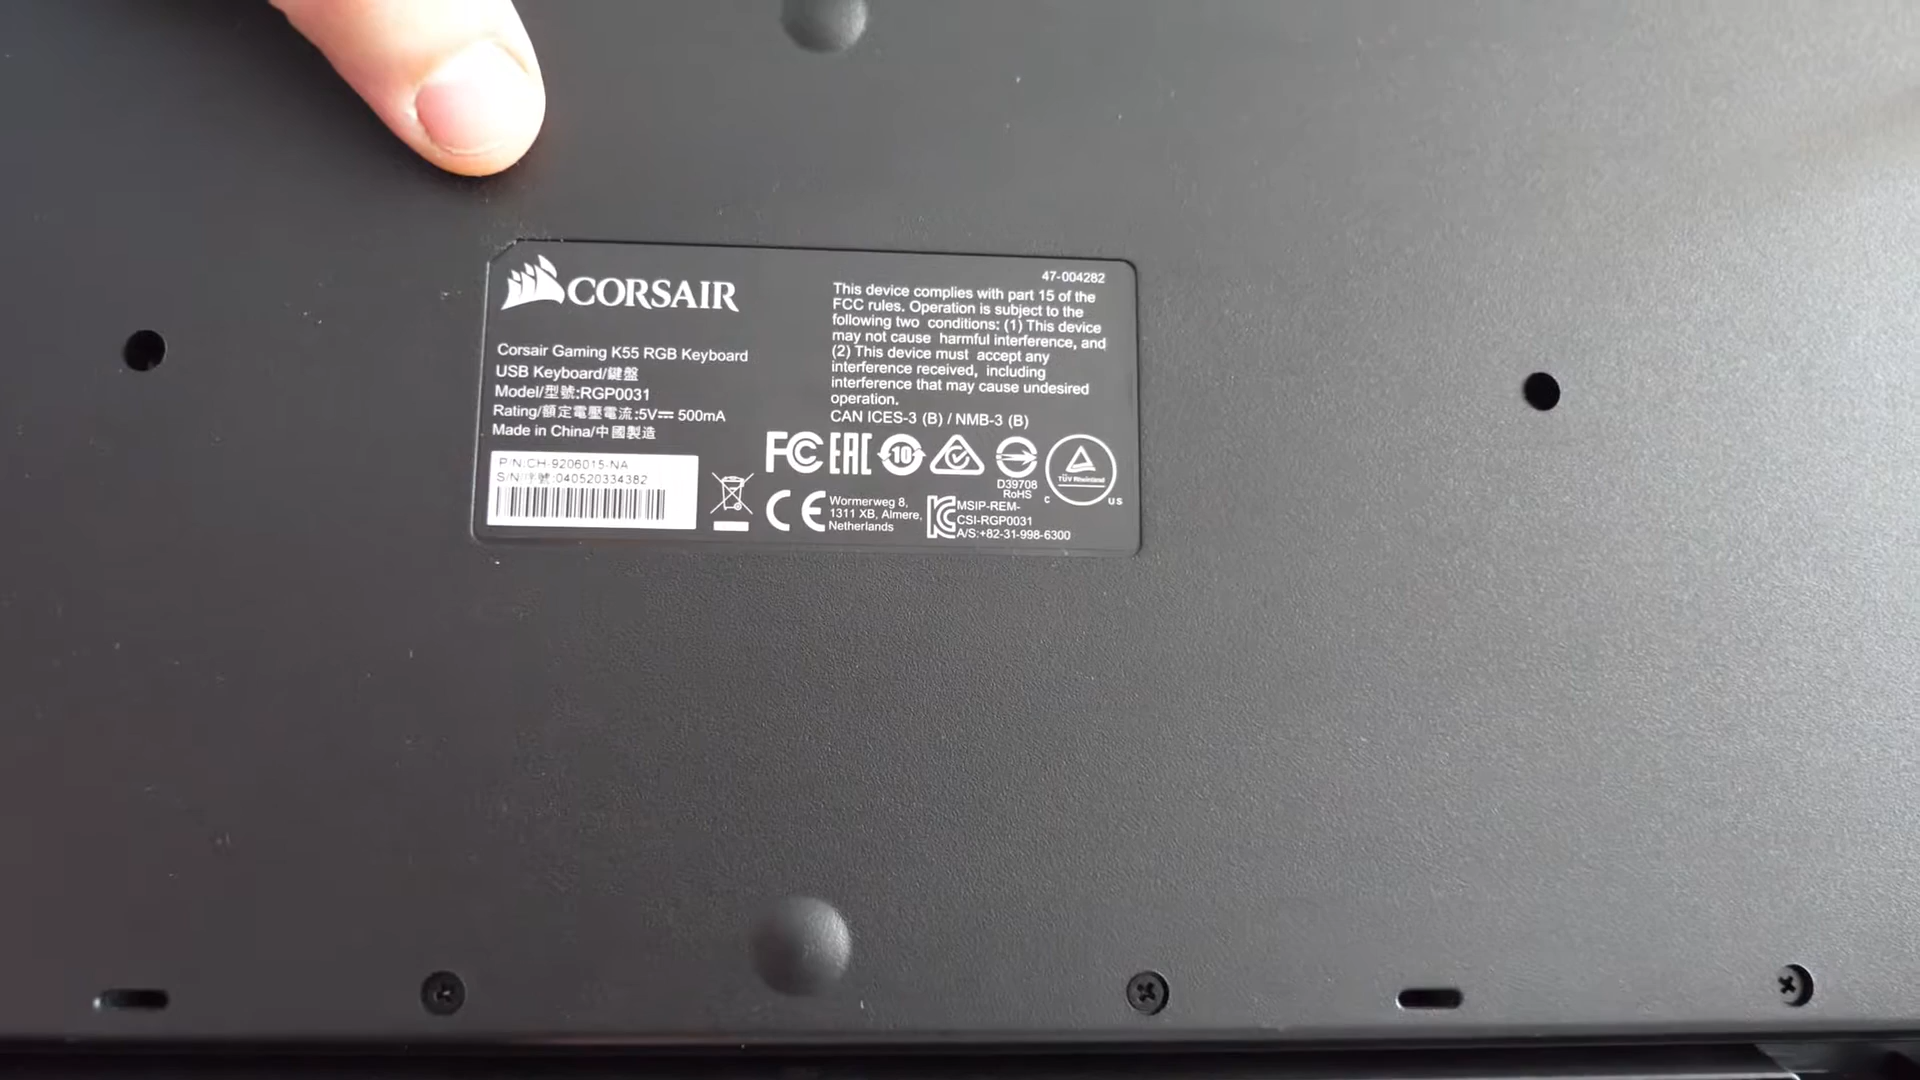 CORSAIR
Corsair Gaming K55 RGB Keyboard
USB Keyboard/鍵盤
Model/型號:RGP0031
Rating/額定電壓電流:5V⎓ 500mA
Made in China/中國製造
P/N:CH-9206015-NA
S/N/序號:040520334382
47-004282
This device complies with part 15 of the
FCC rules. Operation is subject to the
following two conditions: (1) This device
may not cause harmful interference, and
(2) This device must accept any
interference received, including
interference that may cause undesired
operation.
CAN ICES-3 (B) / NMB-3 (B)
FC EAC 10
D39708
RoHS
TÜV Rheinland
C US
CE
Wormerweg 8,
1311 XB, Almere,
Netherlands
KC
MSIP-REM-
CSI-RGP0031
A/S:+82-31-998-6300